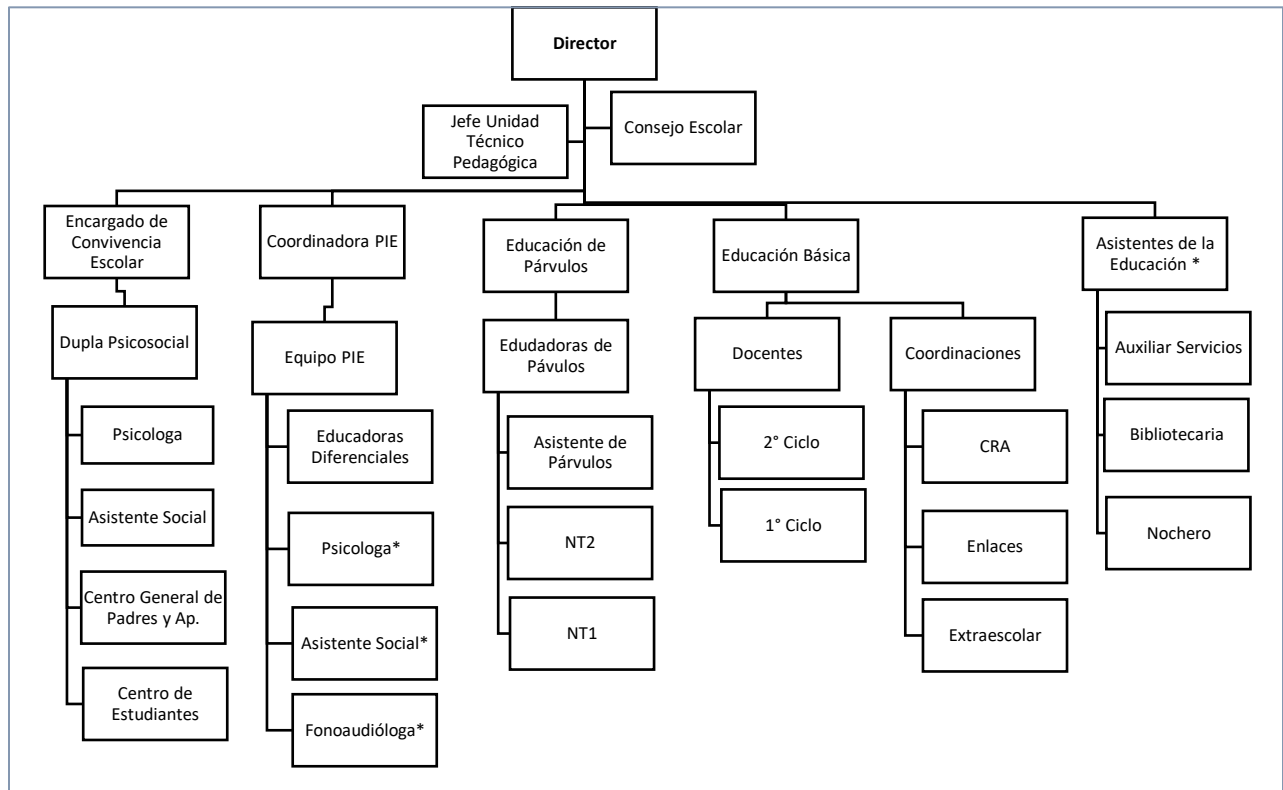 Director
Jefe Unidad
Técnico
Pedagógica
Consejo Escolar
Encargado de
Convivencia
Escolar
Coordinadora PIE
Educación de
Párvulos
Educación Básica
Asistentes de la
Educación *
Dupla Psicosocial
Equipo PIE
Edudadoras de
Pávulos
Docentes
Coordinaciones
Auxiliar Servicios
Psicologa
Educadoras
Diferenciales
Asistente de
Párvulos
2° Ciclo
CRA
Bibliotecaria
Asistente Social
Psicologa*
NT2
1° Ciclo
Enlaces
Nochero
Centro General de
Padres y Ap.
Asistente Social*
NT1
Extraescolar
Centro de
Estudiantes
Fonoaudióloga*